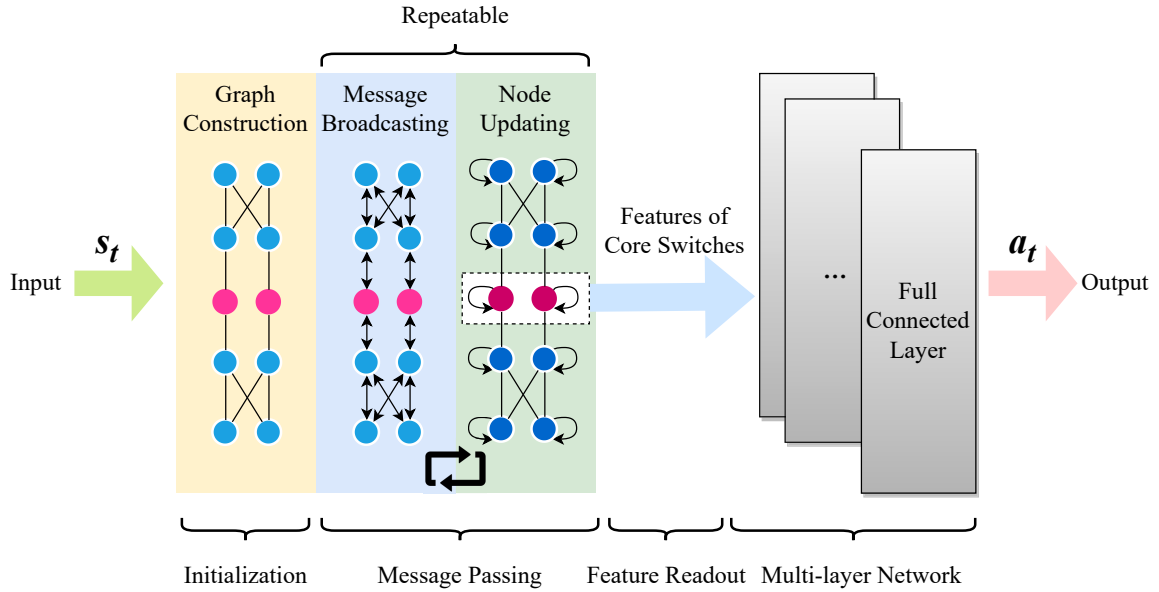 Repeatable
Graph
Construction
Message
Broadcasting
Node
Updating
Input
s_t
Features of
Core Switches
...
Full
Connected
Layer
a_t
Output
Initialization
Message Passing
Feature Readout
Multi-layer Network